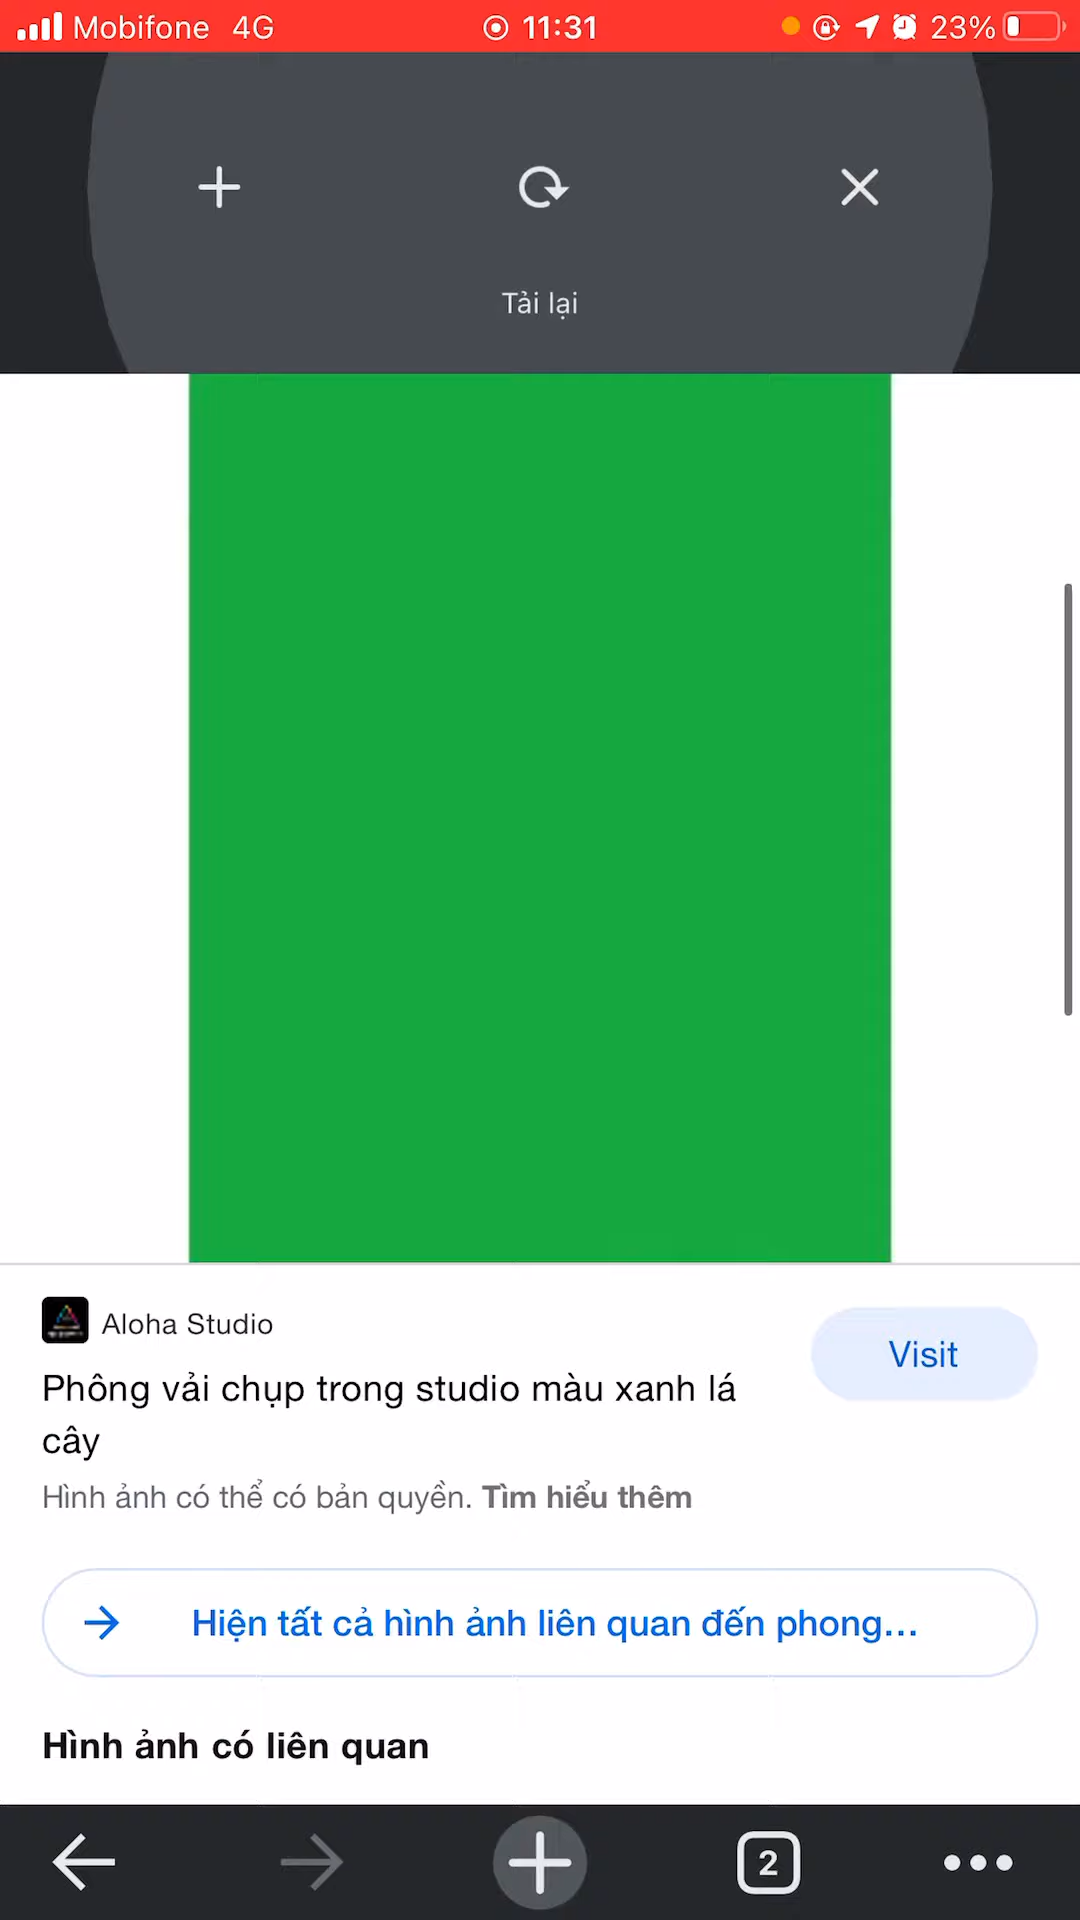 Mobifone 4G 11:31 23%
Tải lại
Aloha Studio
Visit
Phông vải chụp trong studio màu xanh lá
cây
Hình ảnh có thể có bản quyền. Tìm hiểu thêm
Hiện tất cả hình ảnh liên quan đến phong...
Hình ảnh có liên quan
2